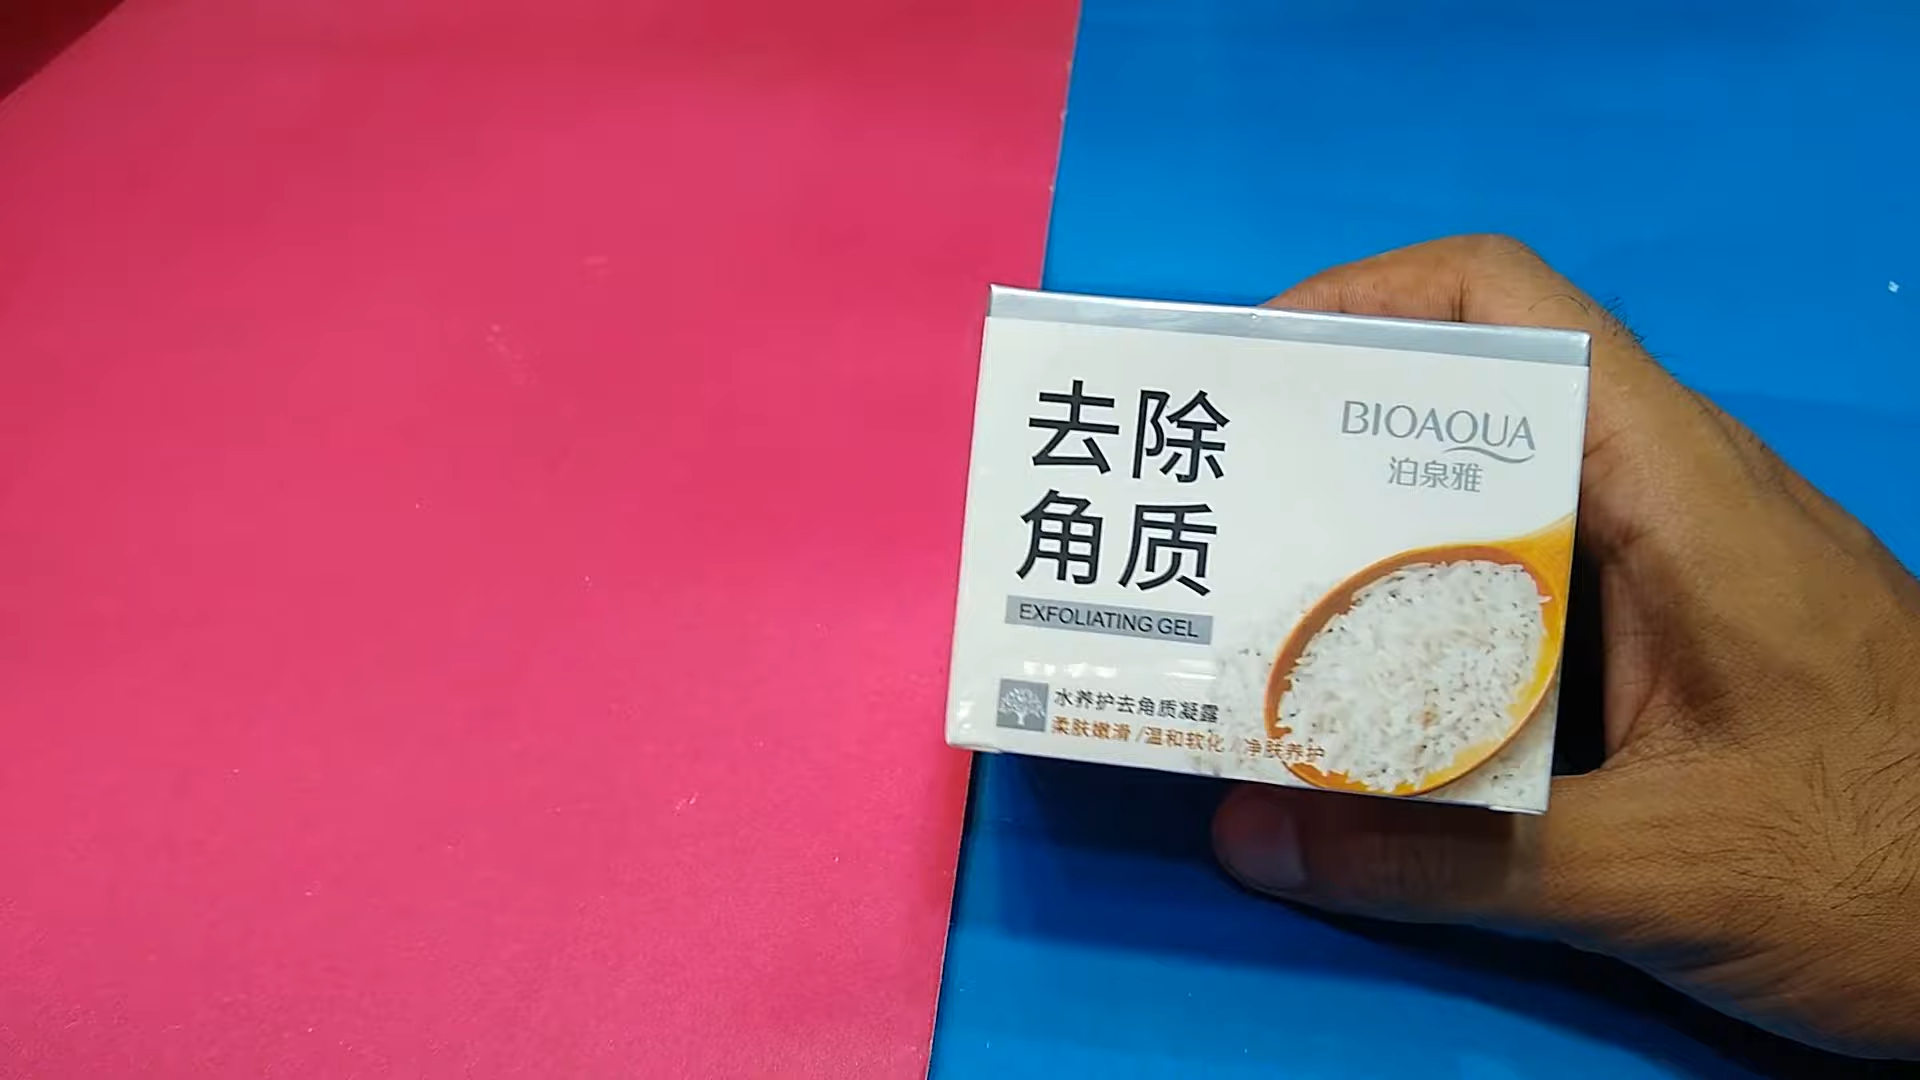 去除
角质
EXFOLIATING GEL
BIOAQUA
泊泉雅
水养护去角质凝露
柔肤嫩滑 / 温和软化 / 净肤养护